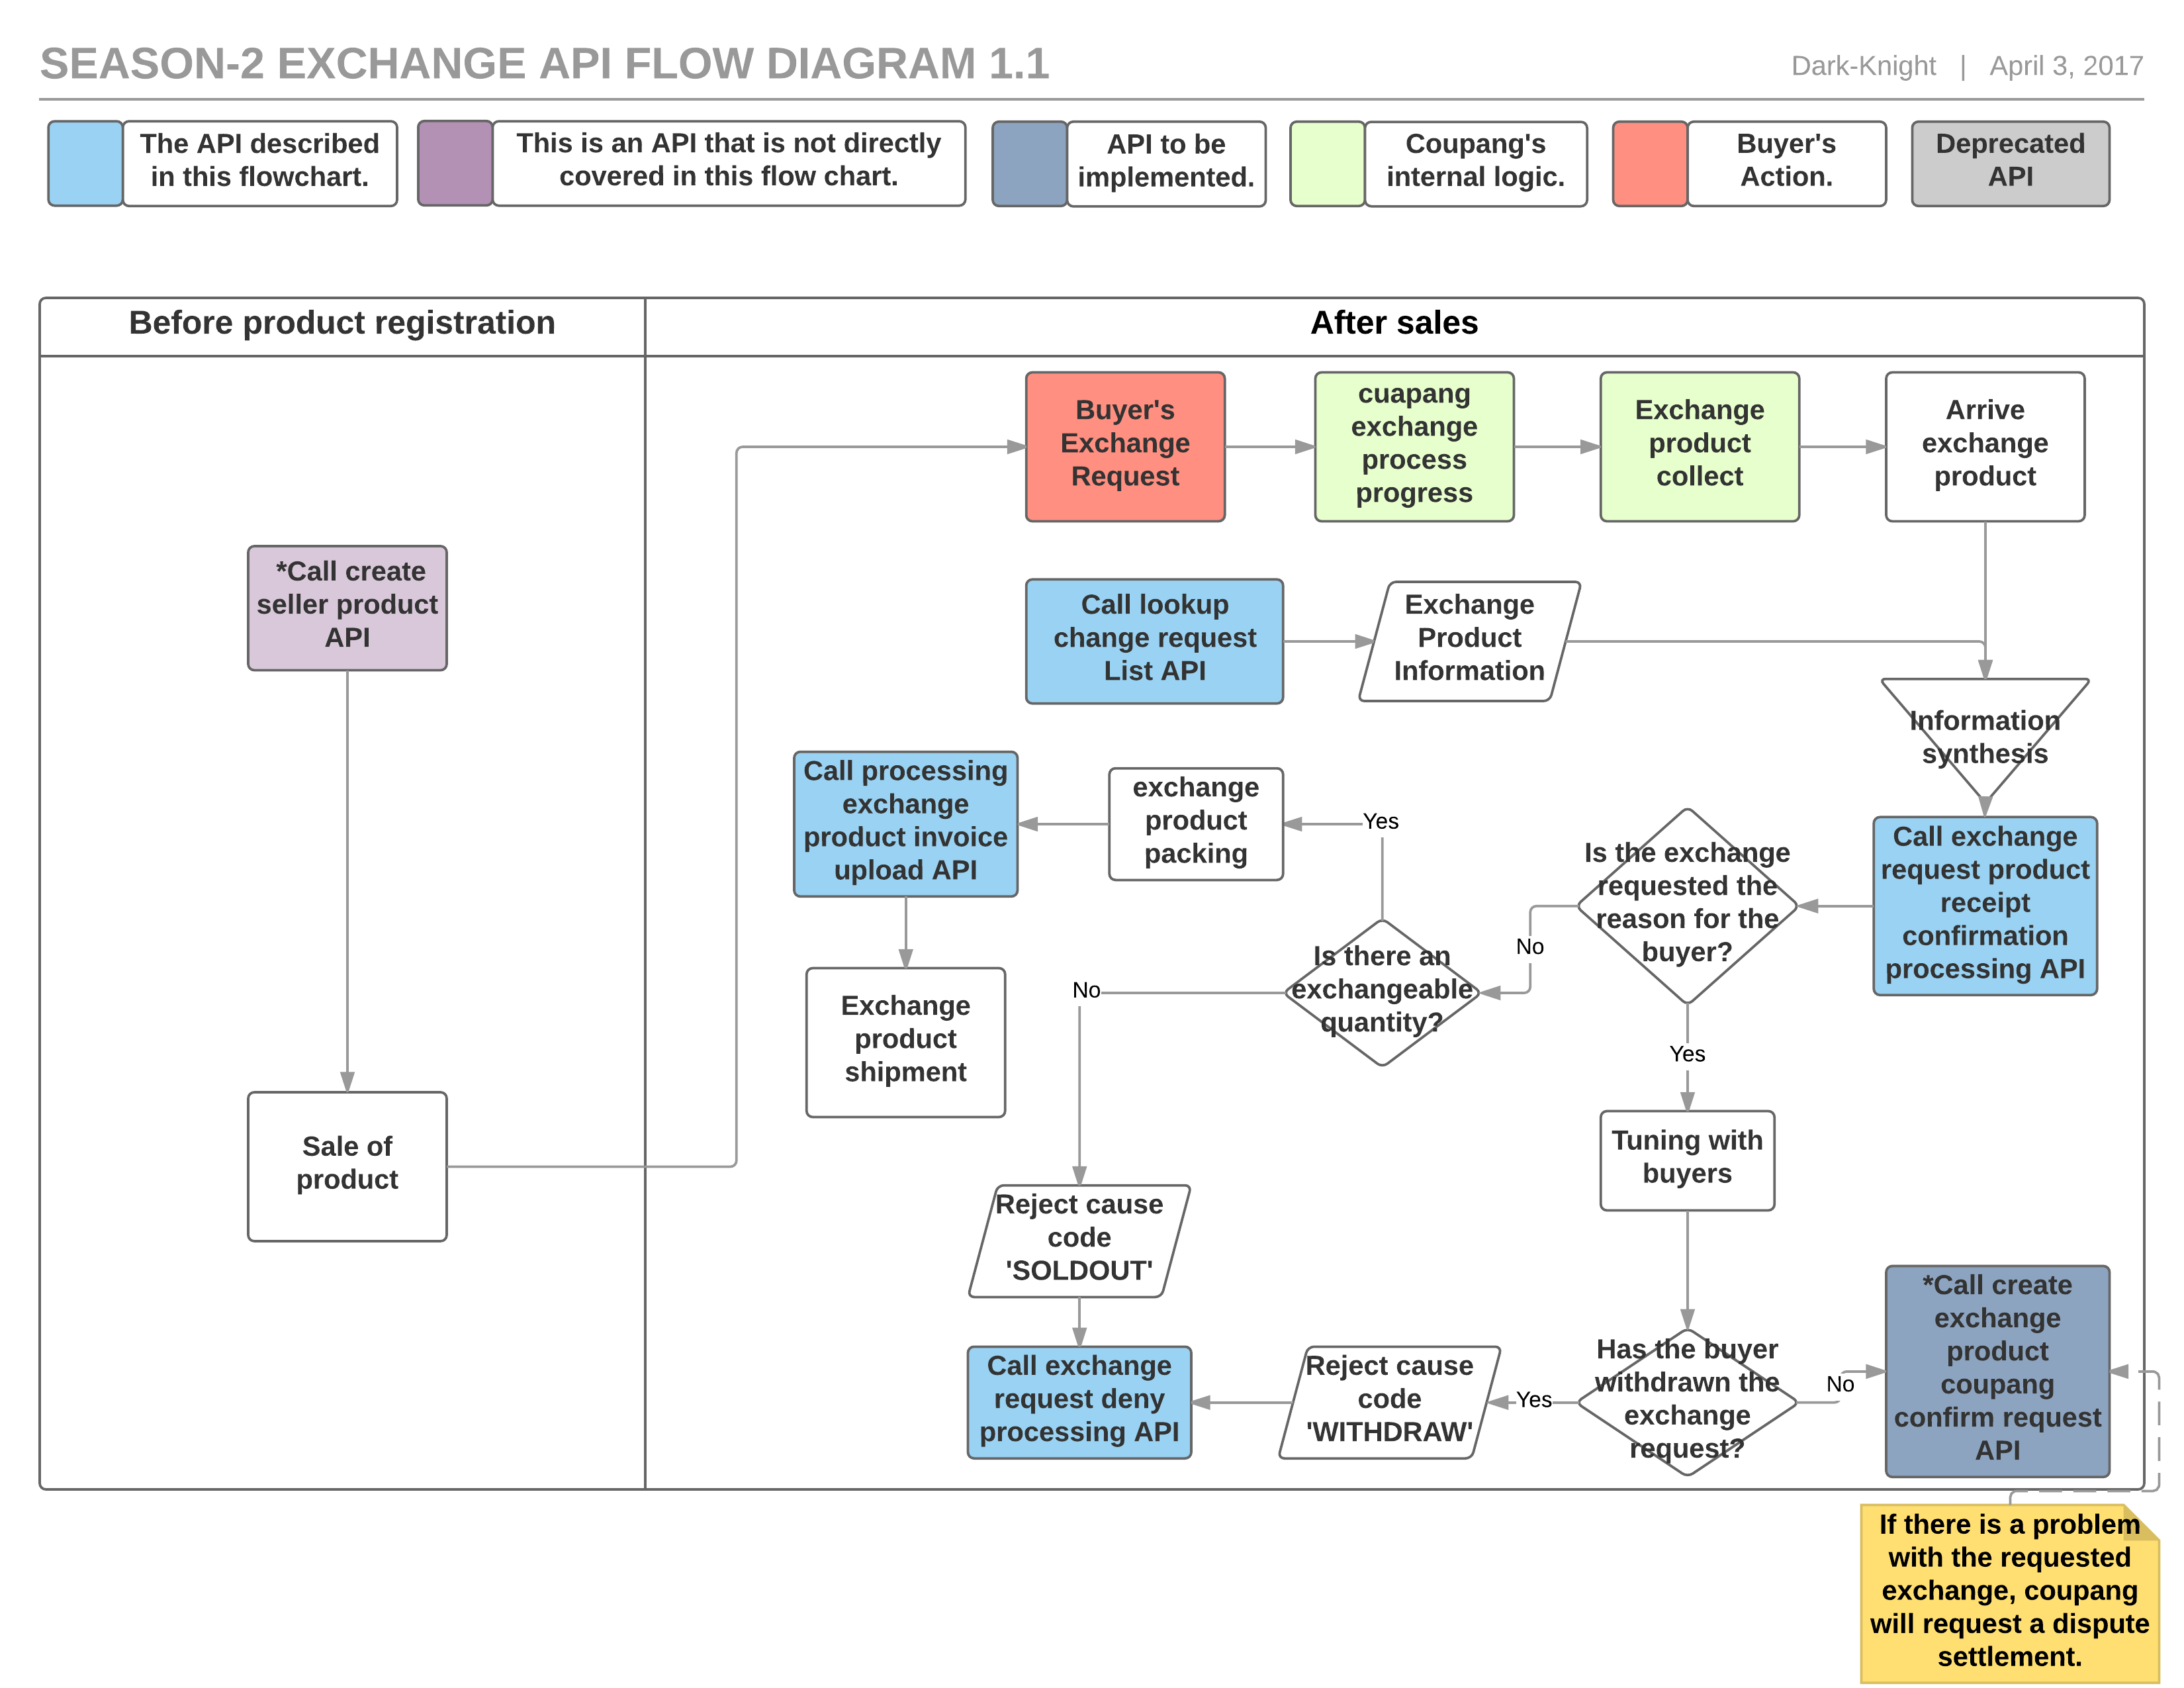 SEASON-2 EXCHANGE API FLOW DIAGRAM 1.1
Dark-Knight | April 3, 2017
The API described
in this flowchart.
This is an API that is not directly
covered in this flow chart.
API to be
implemented.
Coupang's
internal logic.
Buyer's
Action.
Deprecated
API
Before product registration
After sales
Buyer's
Exchange
Request
cuapang
exchange
process
progress
Exchange
product
collect
Arrive
exchange
product
*Call create
seller product
API
Call lookup
change request
List API
Exchange
Product
Information
Information
synthesis
Call processing
exchange
product invoice
upload API
exchange
product
packing
Yes
Is the exchange
requested the
reason for the
buyer?
Call exchange
request product
receipt
confirmation
processing API
No
Is there an
exchangeable
quantity?
No
Exchange
product
shipment
Yes
Sale of
product
Tuning with
buyers
Reject cause
code
'SOLDOUT'
*Call create
exchange
product
coupang
confirm request
API
Call exchange
request deny
processing API
Reject cause
code
'WITHDRAW'
Yes
Has the buyer
withdrawn the
exchange
request?
No
If there is a problem
with the requested
exchange, coupang
will request a dispute
settlement.